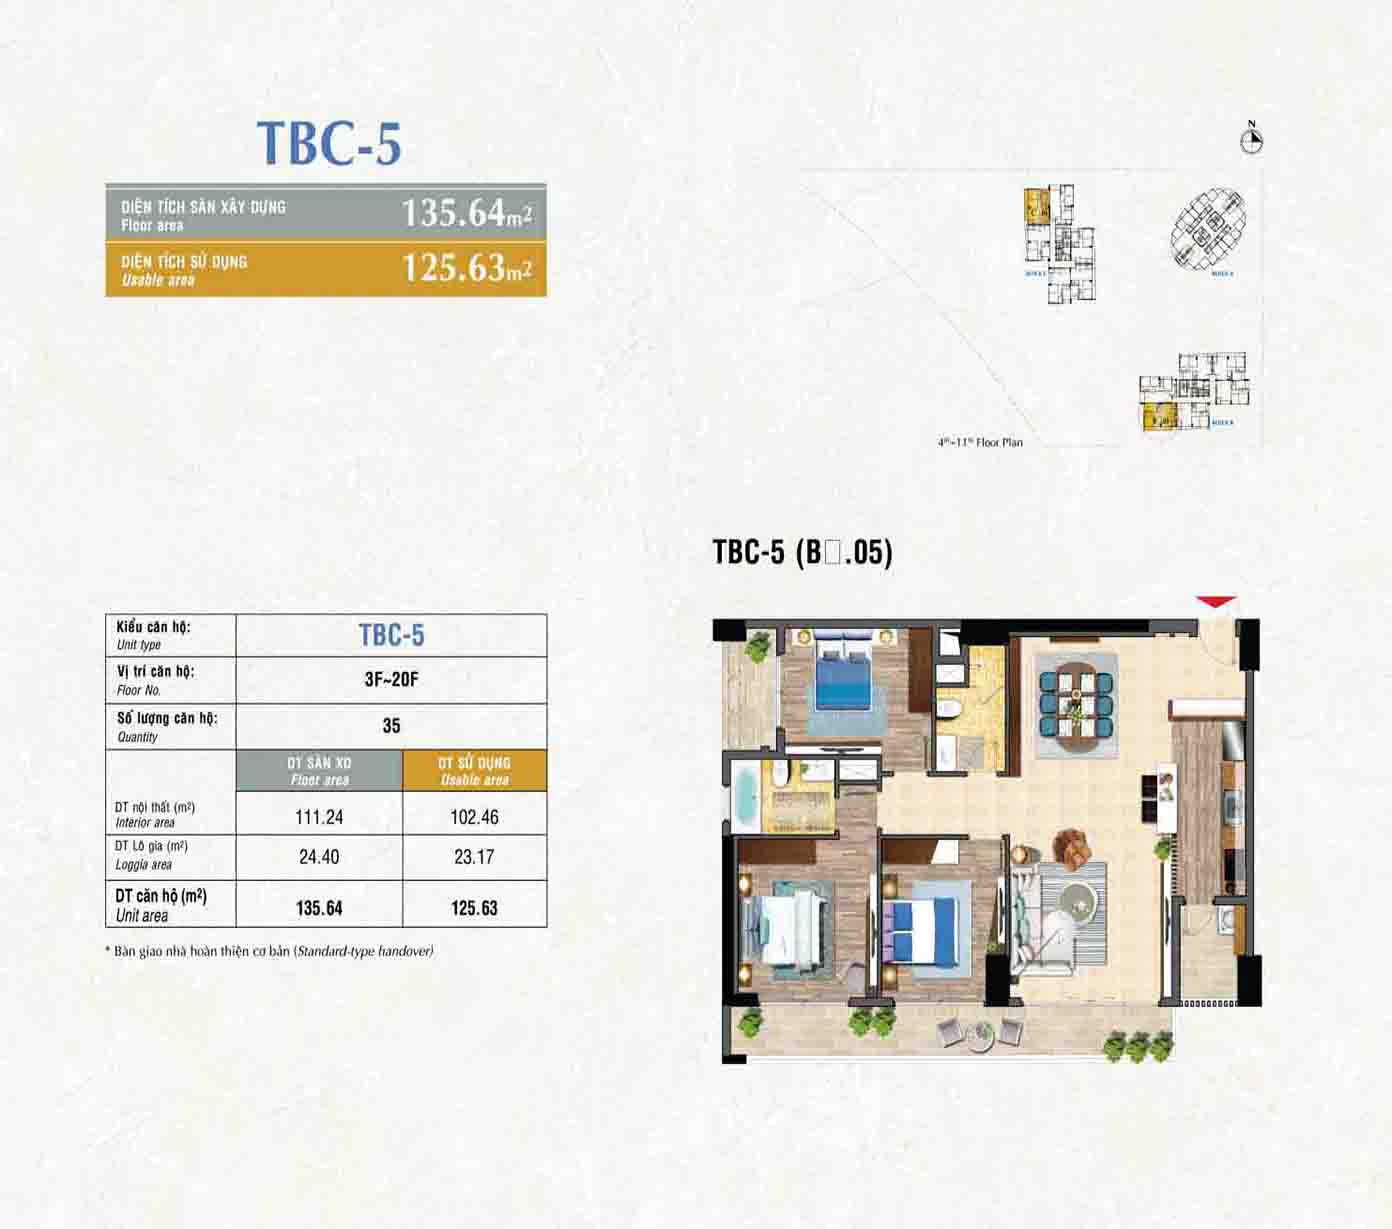 TBC-5
DIỆN TÍCH SÀN XÂY DỰNG
Floor area
135.64m²
DIỆN TÍCH SỬ DỤNG
Usable area
125.63m²
N
4th~11th Floor Plan
TBC-5 (B□.05)
Kiểu căn hộ:
Unit type
TBC-5
Vị trí căn hộ:
Floor No.
3F~20F
Số lượng căn hộ:
Quantity
35
DT SÀN XD
Floor area
DT SỬ DỤNG
Usable area
DT nội thất (m²)
Interior area
111.24
102.46
DT Lô gia (m²)
Loggia area
24.40
23.17
DT căn hộ (m²)
Unit area
135.64
125.63
* Bàn giao nhà hoàn thiện cơ bản (Standard-type handover)